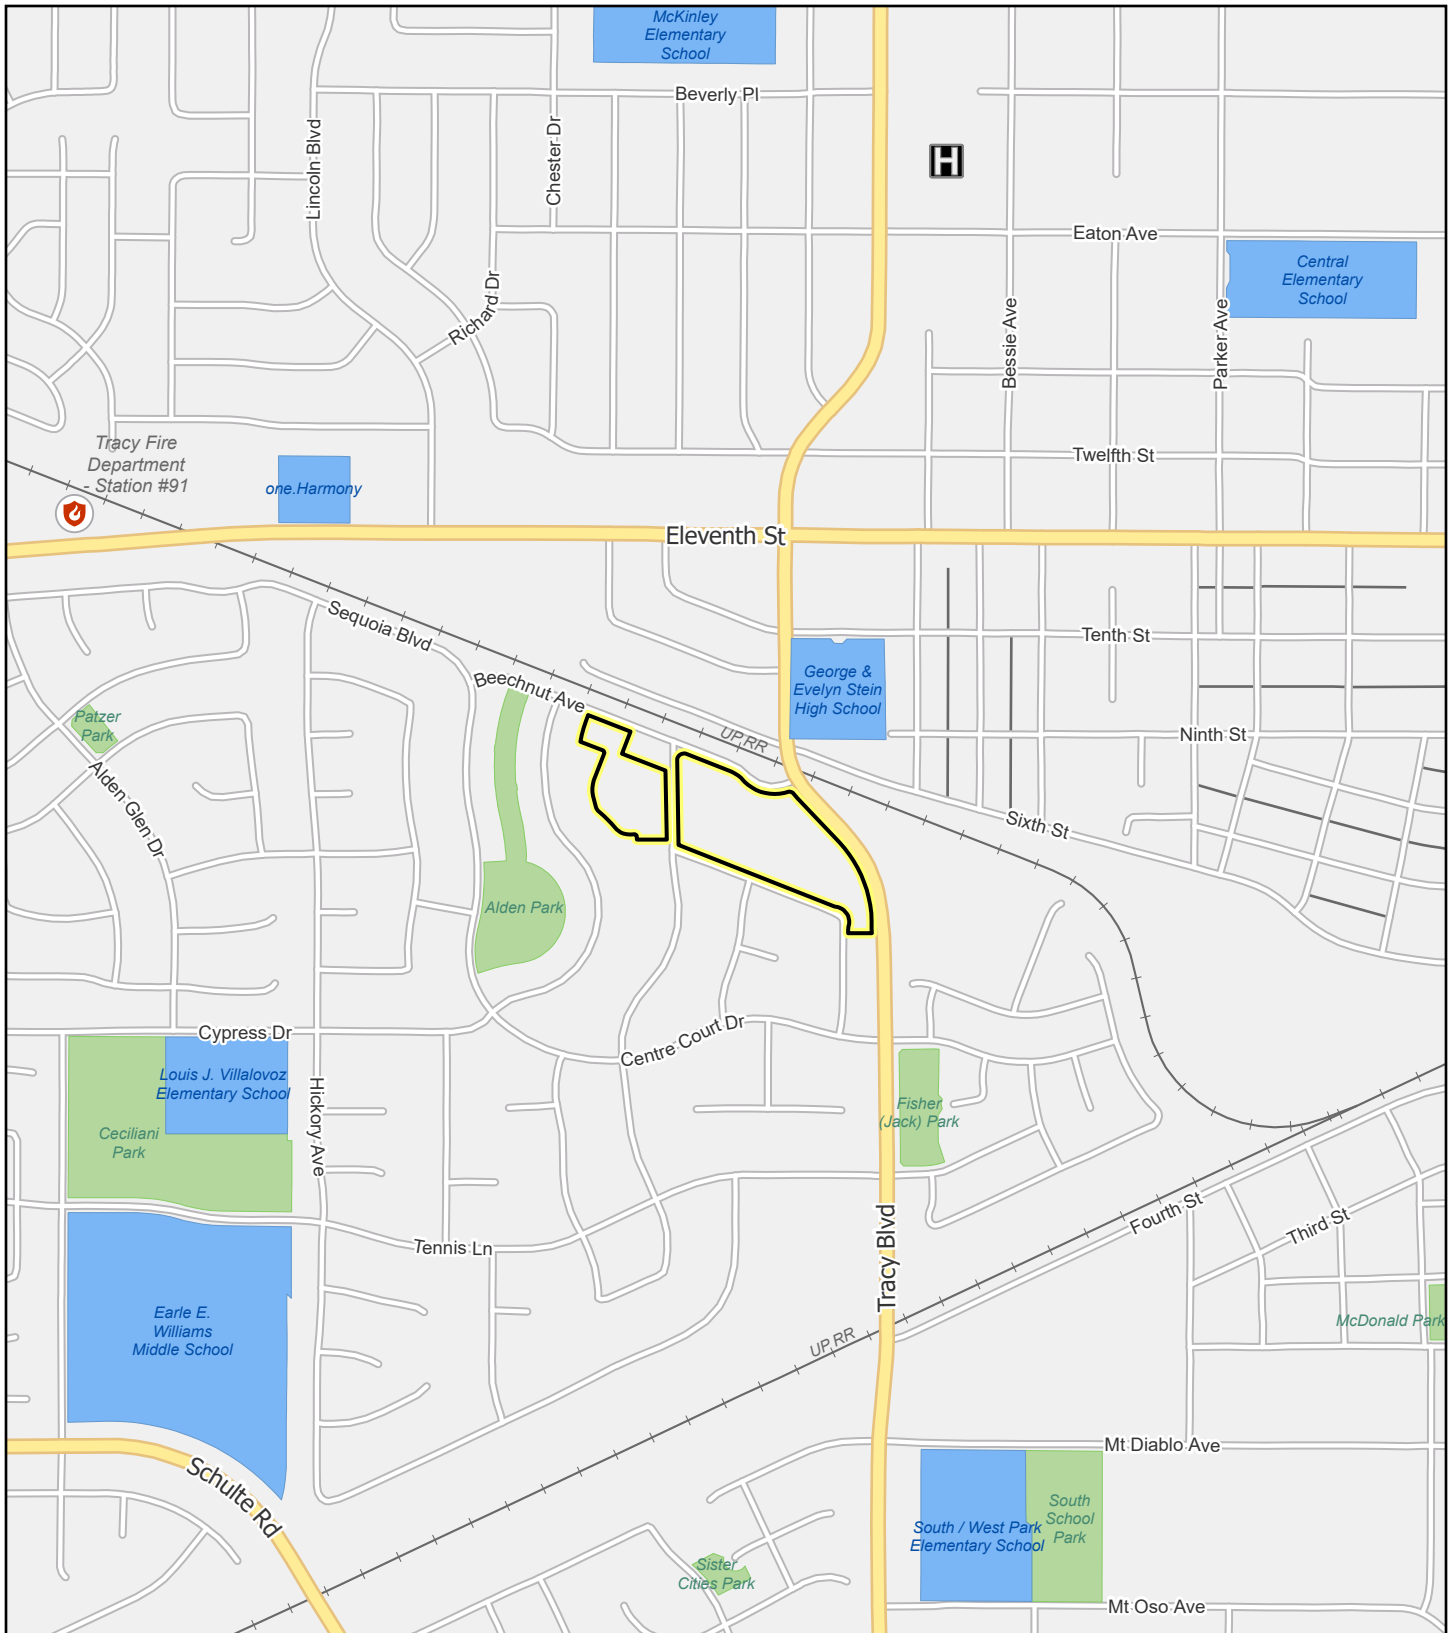 McKinley
Elementary
School
Beverly Pl
Lincoln Blvd
Chester Dr
H
Eaton Ave
Central
Elementary
School
Richard Dr
Bessie Ave
Parker Ave
Tracy Fire
Department
- Station #91
one.Harmony
Twelfth St
Eleventh St
Sequoia Blvd
Tenth St
Beechnut Ave
George &
Evelyn Stein
High School
Patzer
Park
UP RR
Ninth St
Alden Glen Dr
Sixth St
Alden Park
Cypress Dr
Centre Court Dr
Louis J. Villalovoz
Elementary School
Hickory Ave
Ceciliani
Park
Fisher
(Jack) Park
Tennis Ln
Tracy Blvd
Fourth St
Third St
Earle E.
Williams
Middle School
UP RR
McDonald Park
Schulte Rd
Mt Diablo Ave
South
School
Park
South / West Park
Elementary School
Sister
Cities Park
Mt Oso Ave